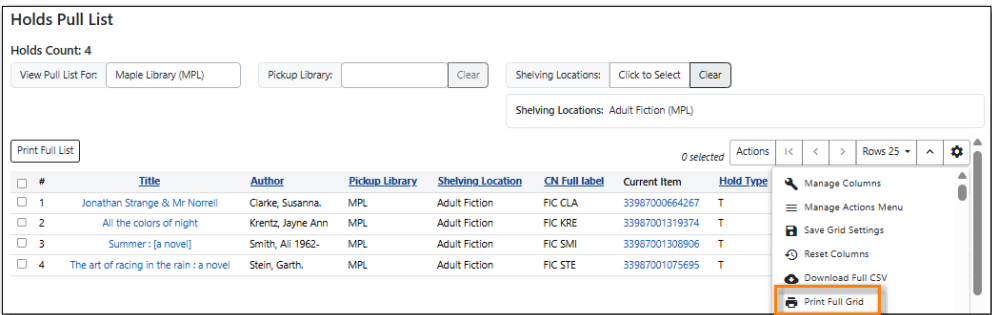 Holds Pull List
Holds Count: 4
View Pull List For: Maple Library (MPL) Pickup Library: Clear Shelving Locations: Click to Select Clear
Shelving Locations: Adult Fiction (MPL)
Print Full List 0 selected Actions Rows 25
# Title Author Pickup Library Shelving Location CN Full label Current Item Hold Type
1 Jonathan Strange & Mr Norrell Clarke, Susanna. MPL Adult Fiction FIC CLA 33987000664267 T
2 All the colors of night Krentz, Jayne Ann MPL Adult Fiction FIC KRE 33987001319374 T
3 Summer : [a novel] Smith, Ali 1962- MPL Adult Fiction FIC SMI 33987001308906 T
4 The art of racing in the rain : a novel Stein, Garth. MPL Adult Fiction FIC STE 33987001075695 T
Manage Columns
Manage Actions Menu
Save Grid Settings
Reset Columns
Download Full CSV
Print Full Grid